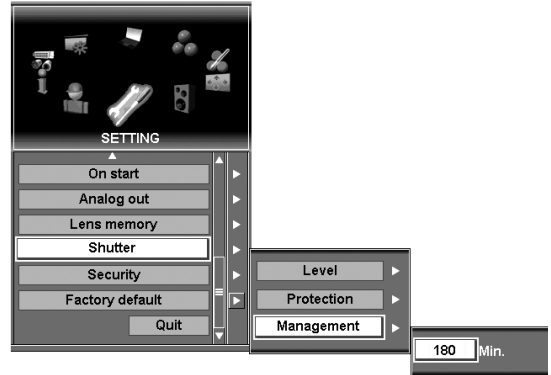 SETTING
On start
Analog out
Lens memory
Shutter
Security
Factory default
Quit
Level
Protection
Management
180 Min.